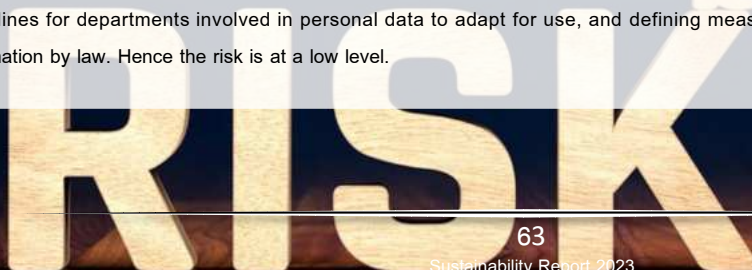 lines for departments involved in personal data to adapt for use, and defining meas
ation by law. Hence the risk is at a low level.
RISK
63
Sustainability Report 2023